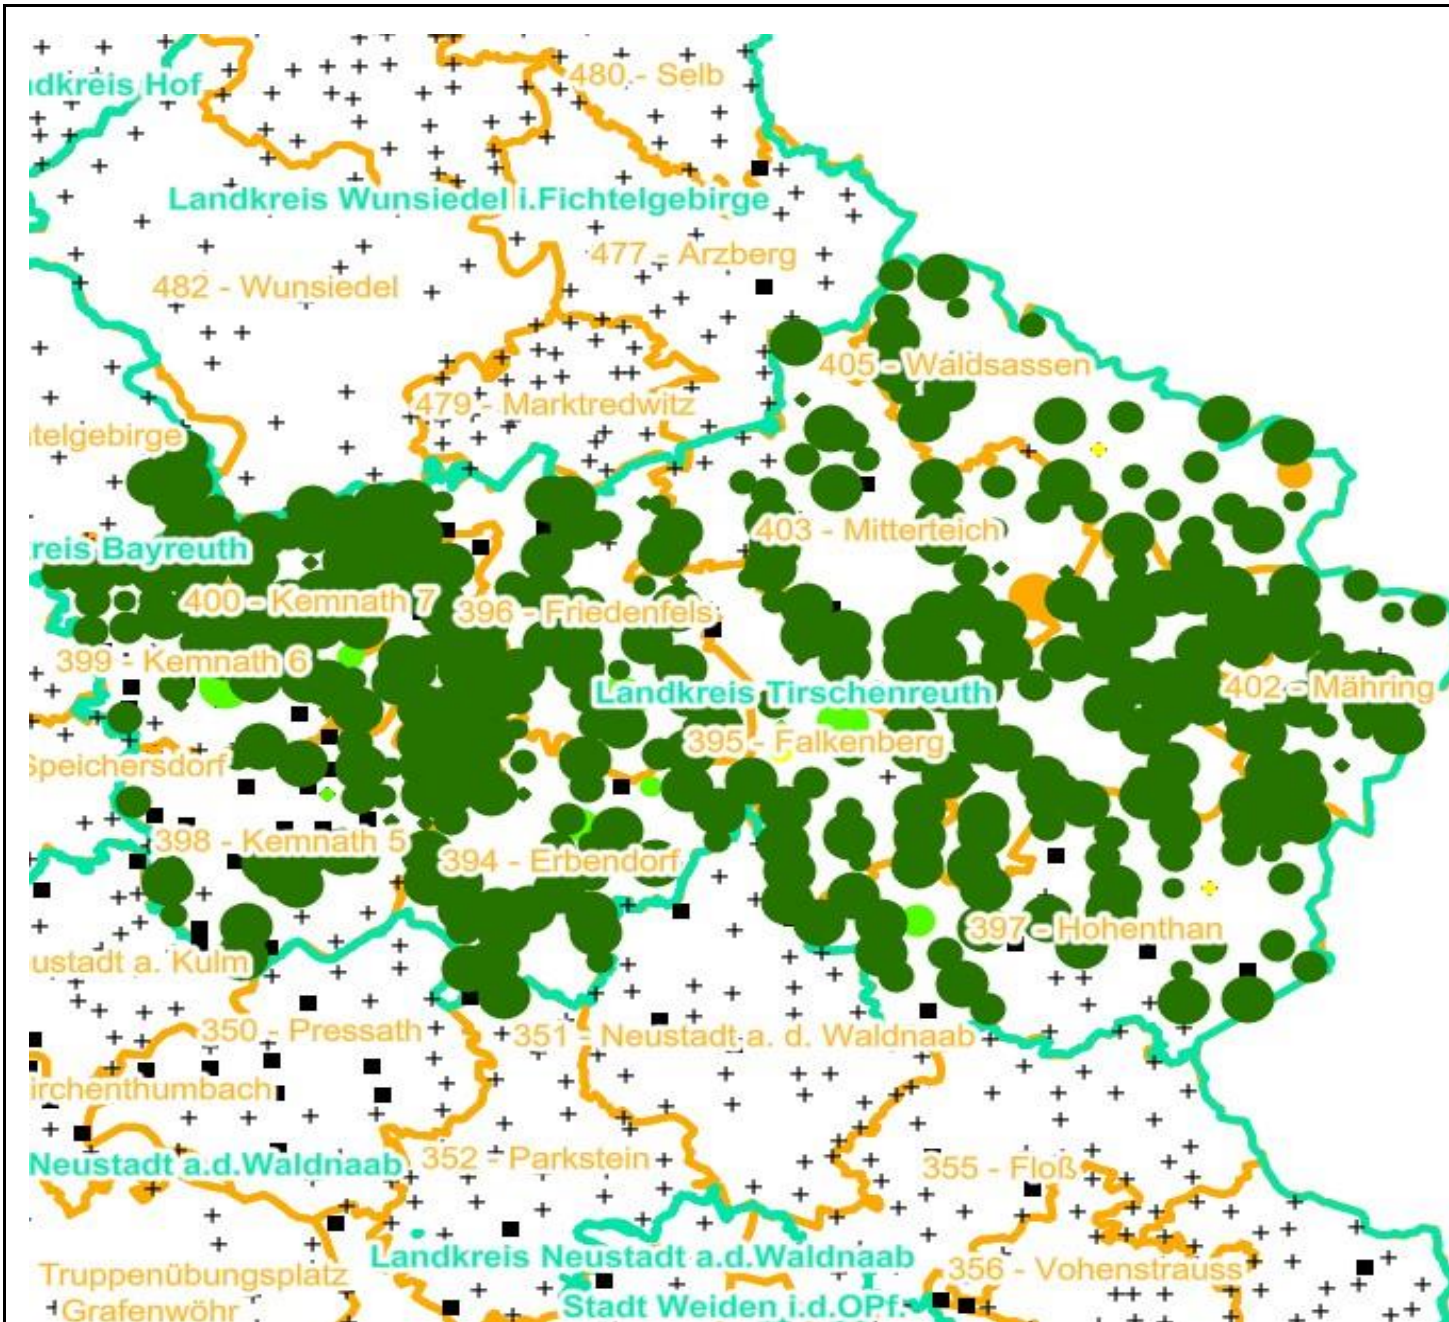 480 - Selb
ndkreis Hof
Landkreis Wunsiedel i.Fichtelgebirge
477 - Arzberg
482 - Wunsiedel
405 - Waldsassen
479 - Marktredwitz
htelgebirge
403 - Mitterteich
reis Bayreuth
400 - Kemnath 7
396 - Friedenfels
399 - Kemnath 6
402 - Mähring
Landkreis Tirschenreuth
395 - Falkenberg
Speichersdorf
398 - Kemnath 5
394 - Erbendorf
397 - Hohenthan
ustadt a. Kulm
350 - Pressath
351 - Neustadt a. d. Waldnaab
irchenthumbach
352 - Parkstein
Neustadt a.d.Waldnaab
355 - Floß
Landkreis Neustadt a.d.Waldnaab
356 - Vohenstrauss
Truppenübungsplatz
Grafenwöhr
Stadt Weiden i.d.OPf.